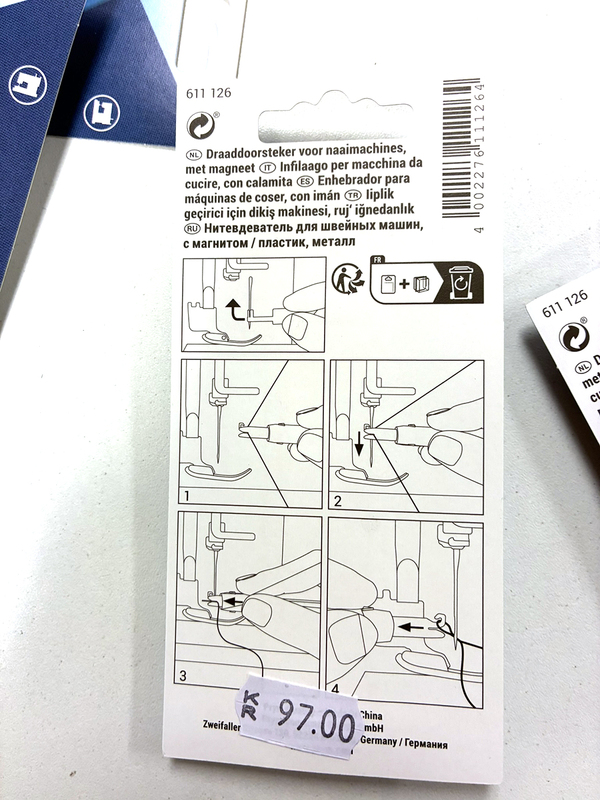 611 126
NL Draaddoorsteker voor naaimachines,
met magneet IT Infilaago per macchina da
cucire, con calamita ES Enhebrador para
máquinas de coser, con imán TR Iiplik
geçirici için dikiş makinesi, ruj' iğnedanlık
RU Нитевдеватель для швейных машин,
с магнитом / пластик, металл
4 002276 111264
FR
+
1
2
3
4
KR 97.00
China
Zweifaller
mbH
Germany / Германия
611 126
NL D
met